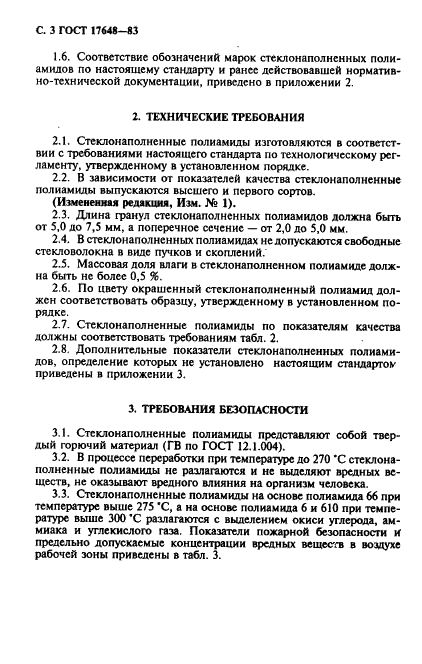 С. 3 ГОСТ 17648—83
1.6. Соответствие обозначений марок стеклонаполненных поли-
амидов по настоящему стандарту и ранее действовавшей норматив-
но-технической документации, приведено в приложении 2.
2. ТЕХНИЧЕСКИЕ ТРЕБОВАНИЯ
2.1. Стеклонаполненные полиамиды изготовляются в соответст-
вии с требованиями настоящего стандарта по технологическому рег-
ламенту, утвержденному в установленном порядке.
2.2. В зависимости от показателей качества стеклонаполненные
полиамиды выпускаются высшего и первого сортов.
(Измененная редакция, Изм. № 1).
2.3. Длина гранул стеклонаполненных полиамидов должна быть
от 5,0 до 7,5 мм, а поперечное сечение — от 2,0 до 5,0 мм.
2.4. В стеклонаполненных полиамидах не допускаются свободные
стекловолокна в виде пучков и скоплений.
2.5. Массовая доля влаги в стеклонаполненном полиамиде долж-
на быть не более 0,5 %.
2.6. По цвету окрашенный стеклонаполненный полиамид дол-
жен соответствовать образцу, утвержденному в установленном по-
рядке.
2.7. Стеклонаполненные полиамиды по показателям качества
должны соответствовать требованиям табл. 2.
2.8. Дополнительные показатели стеклонаполненных полиами-
дов, определение которых не установлено настоящим стандартом
приведены в приложении 3.
3. ТРЕБОВАНИЯ БЕЗОПАСНОСТИ
3.1. Стеклонаполненные полиамиды представляют собой твер-
дый горючий материал (ГВ по ГОСТ 12.1.004).
3.2. В процессе переработки при температуре до 270 °С стеклона-
полненные полиамиды не разлагаются и не выделяют вредных ве-
ществ, не оказывают вредного влияния на организм человека.
3.3. Стеклонаполненные полиамиды на основе полиамида 66 при
температуре выше 275 °С, а на основе полиамида 6 и 610 при темпе-
ратуре выше 300 °С разлагаются с выделением окиси углерода, ам-
миака и углекислого газа. Показатели пожарной безопасности и
предельно допускаемые концентрации вредных веществ в воздухе
рабочей зоны приведены в табл. 3.